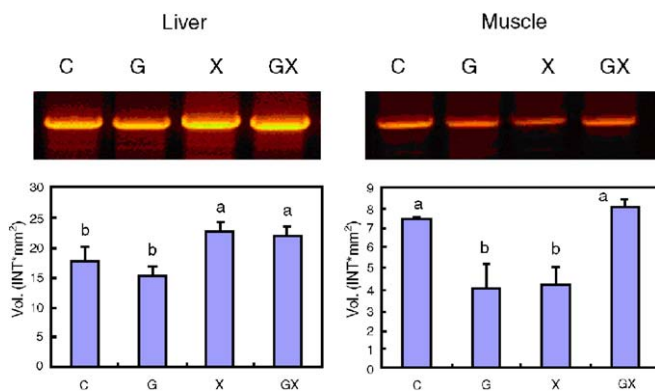 Liver
C G X GX
Muscle
C G X GX
Vol. (INT*mm²)
30
25
20
15
10
5
0
b
b
a
a
C G X GX
Vol. (INT*mm²)
9
8
7
6
5
4
3
2
1
0
a
b
b
a
C G X GX